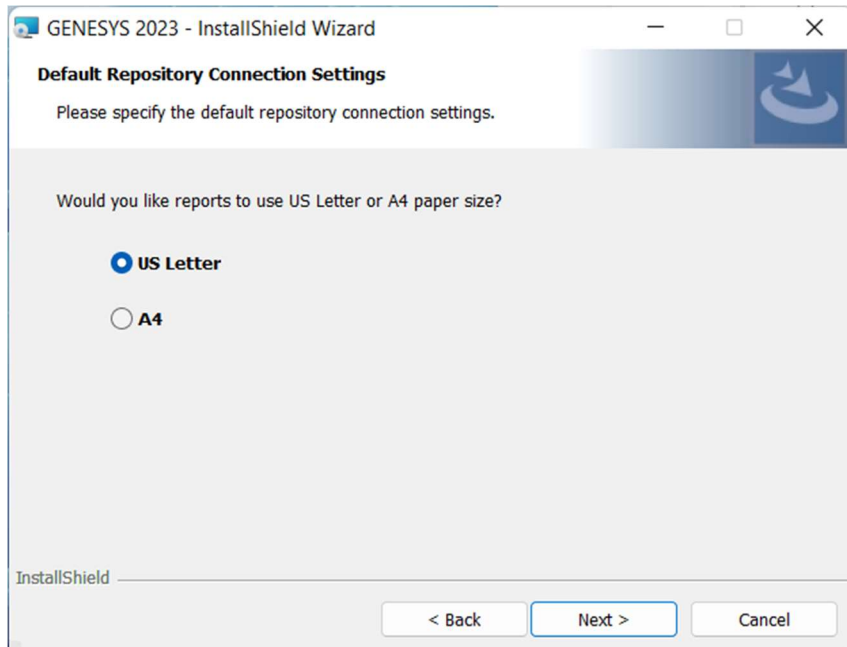 GENESYS 2023 - InstallShield Wizard
Default Repository Connection Settings
Please specify the default repository connection settings.
Would you like reports to use US Letter or A4 paper size?
US Letter
A4
InstallShield
< Back Next > Cancel